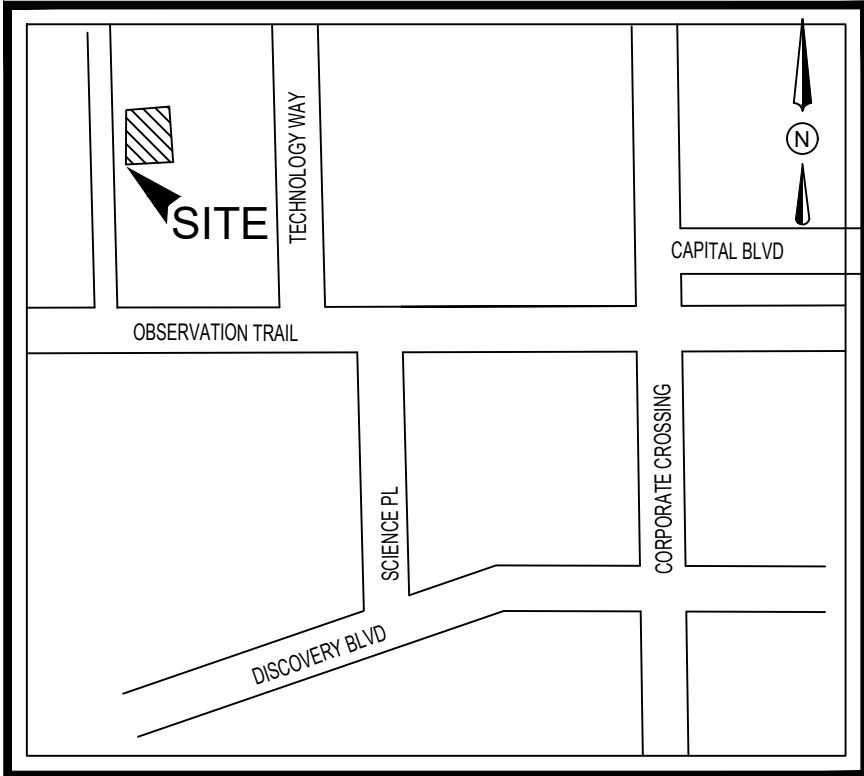 TECHNOLOGY WAY
N
SITE
CAPITAL BLVD
OBSERVATION TRAIL
SCIENCE PL
CORPORATE CROSSING
DISCOVERY BLVD